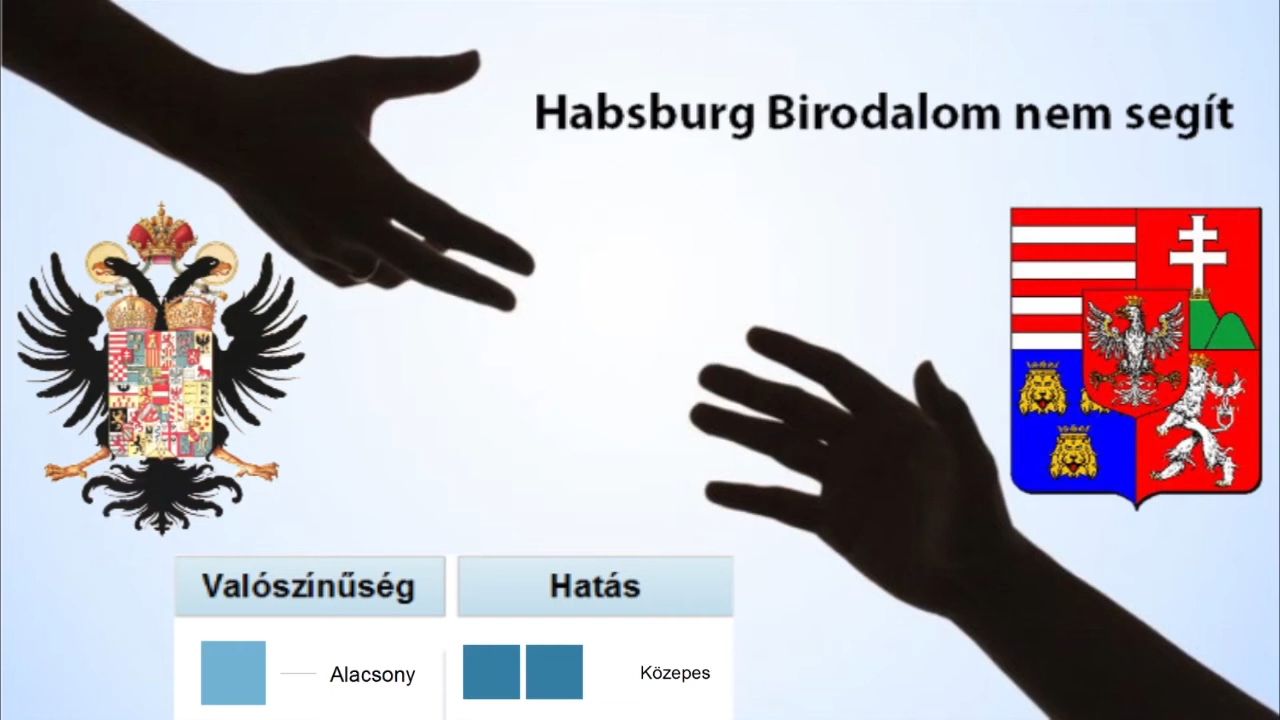 Habsburg Birodalom nem segít
Valószínűség
Hatás
Alacsony
Közepes